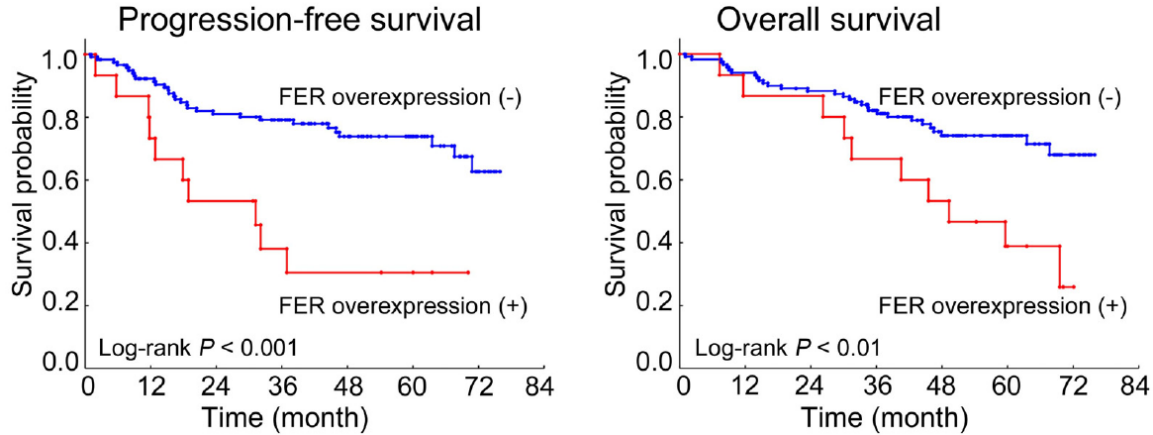 Progression-free survival
Survival probability
1.0
0.8
0.6
0.4
0.2
0.0
FER overexpression (-)
FER overexpression (+)
Log-rank P < 0.001
0 12 24 36 48 60 72 84
Time (month)
Overall survival
Survival probability
1.0
0.8
0.6
0.4
0.2
0.0
FER overexpression (-)
FER overexpression (+)
Log-rank P < 0.01
0 12 24 36 48 60 72 84
Time (month)